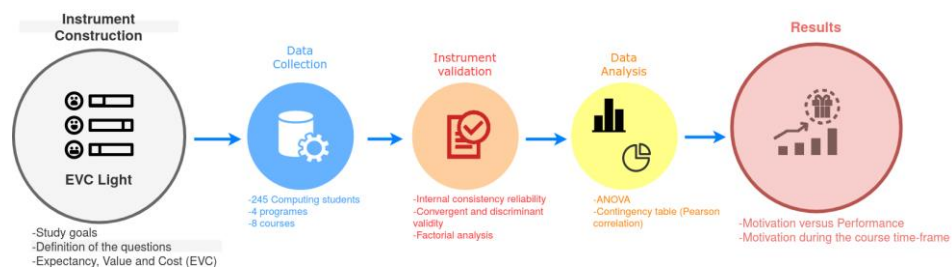 Instrument
Construction
EVC Light
-Study goals
-Definition of the questions
-Expectancy, Value and Cost (EVC)
Data
Collection
-245 Computing students
-4 programes
-8 courses
Instrument
validation
-Internal consistency reliability
-Convergent and discriminant
validity
-Factorial analysis
Data
Analysis
-ANOVA
-Contingency table (Pearson
correlation)
Results
-Motivation versus Performance
-Motivation during the course time-frame